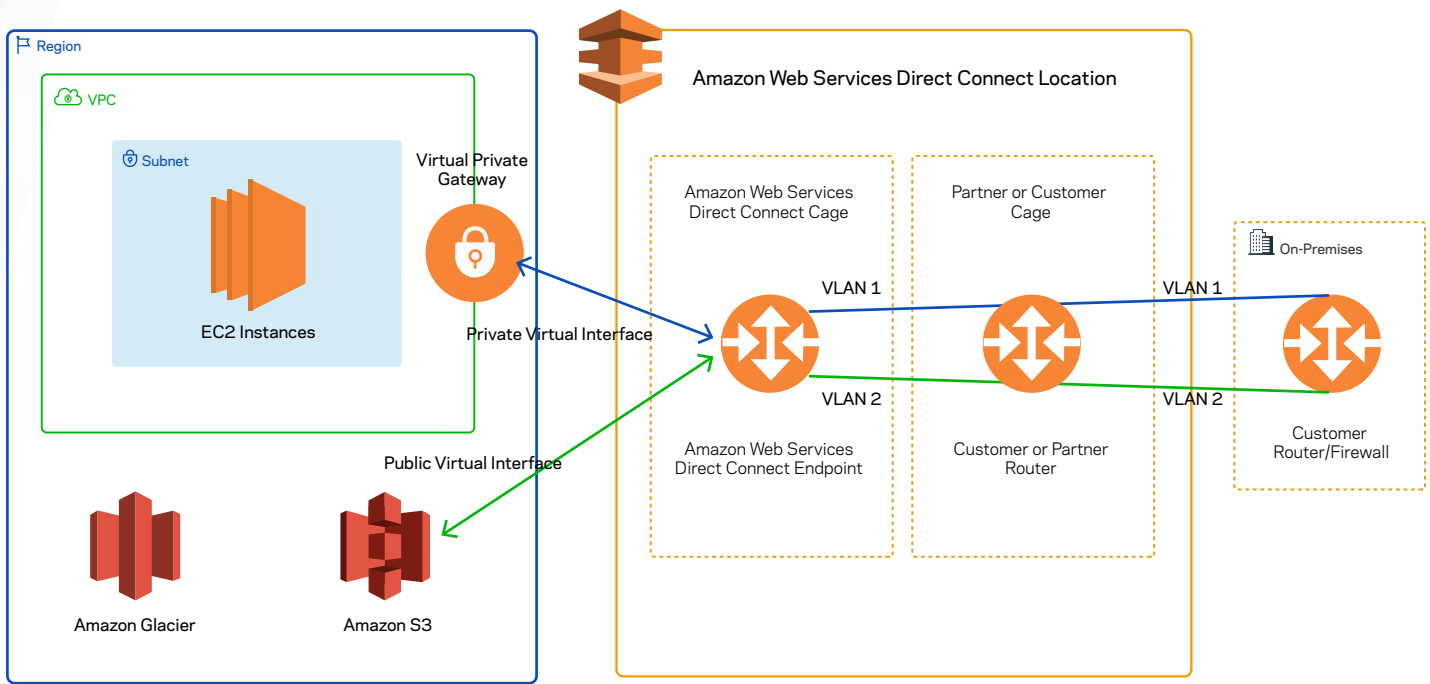 Region
VPC
Subnet
EC2 Instances
Virtual Private
Gateway
Private Virtual Interface
Public Virtual Interface
Amazon Glacier
Amazon S3
Amazon Web Services Direct Connect Location
Amazon Web Services
Direct Connect Cage
VLAN 1
VLAN 2
Amazon Web Services
Direct Connect Endpoint
Partner or Customer
Cage
Customer or Partner
Router
VLAN 1
VLAN 2
On-Premises
Customer
Router/Firewall